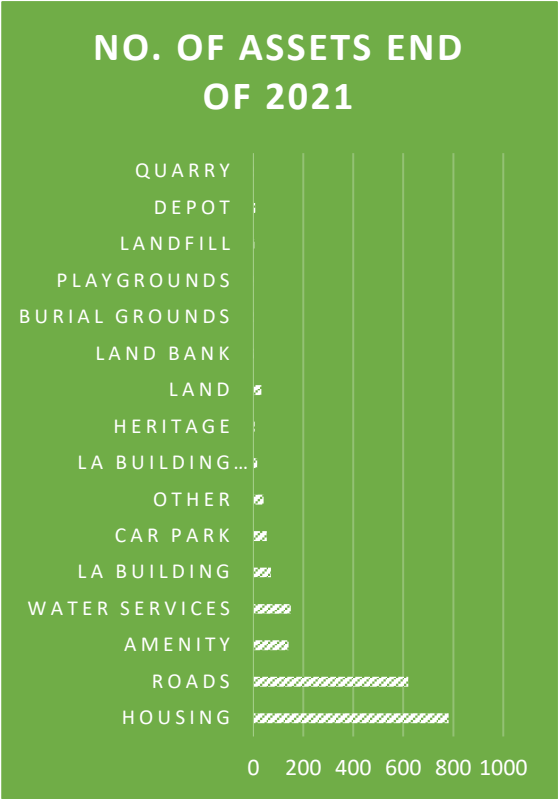 NO. OF ASSETS END
OF 2021
QUARRY
DEPOT
LANDFILL
PLAYGROUNDS
BURIAL GROUNDS
LAND BANK
LAND
HERITAGE
LA BUILDING...
OTHER
CAR PARK
LA BUILDING
WATER SERVICES
AMENITY
ROADS
HOUSING
0 200 400 600 800 1000